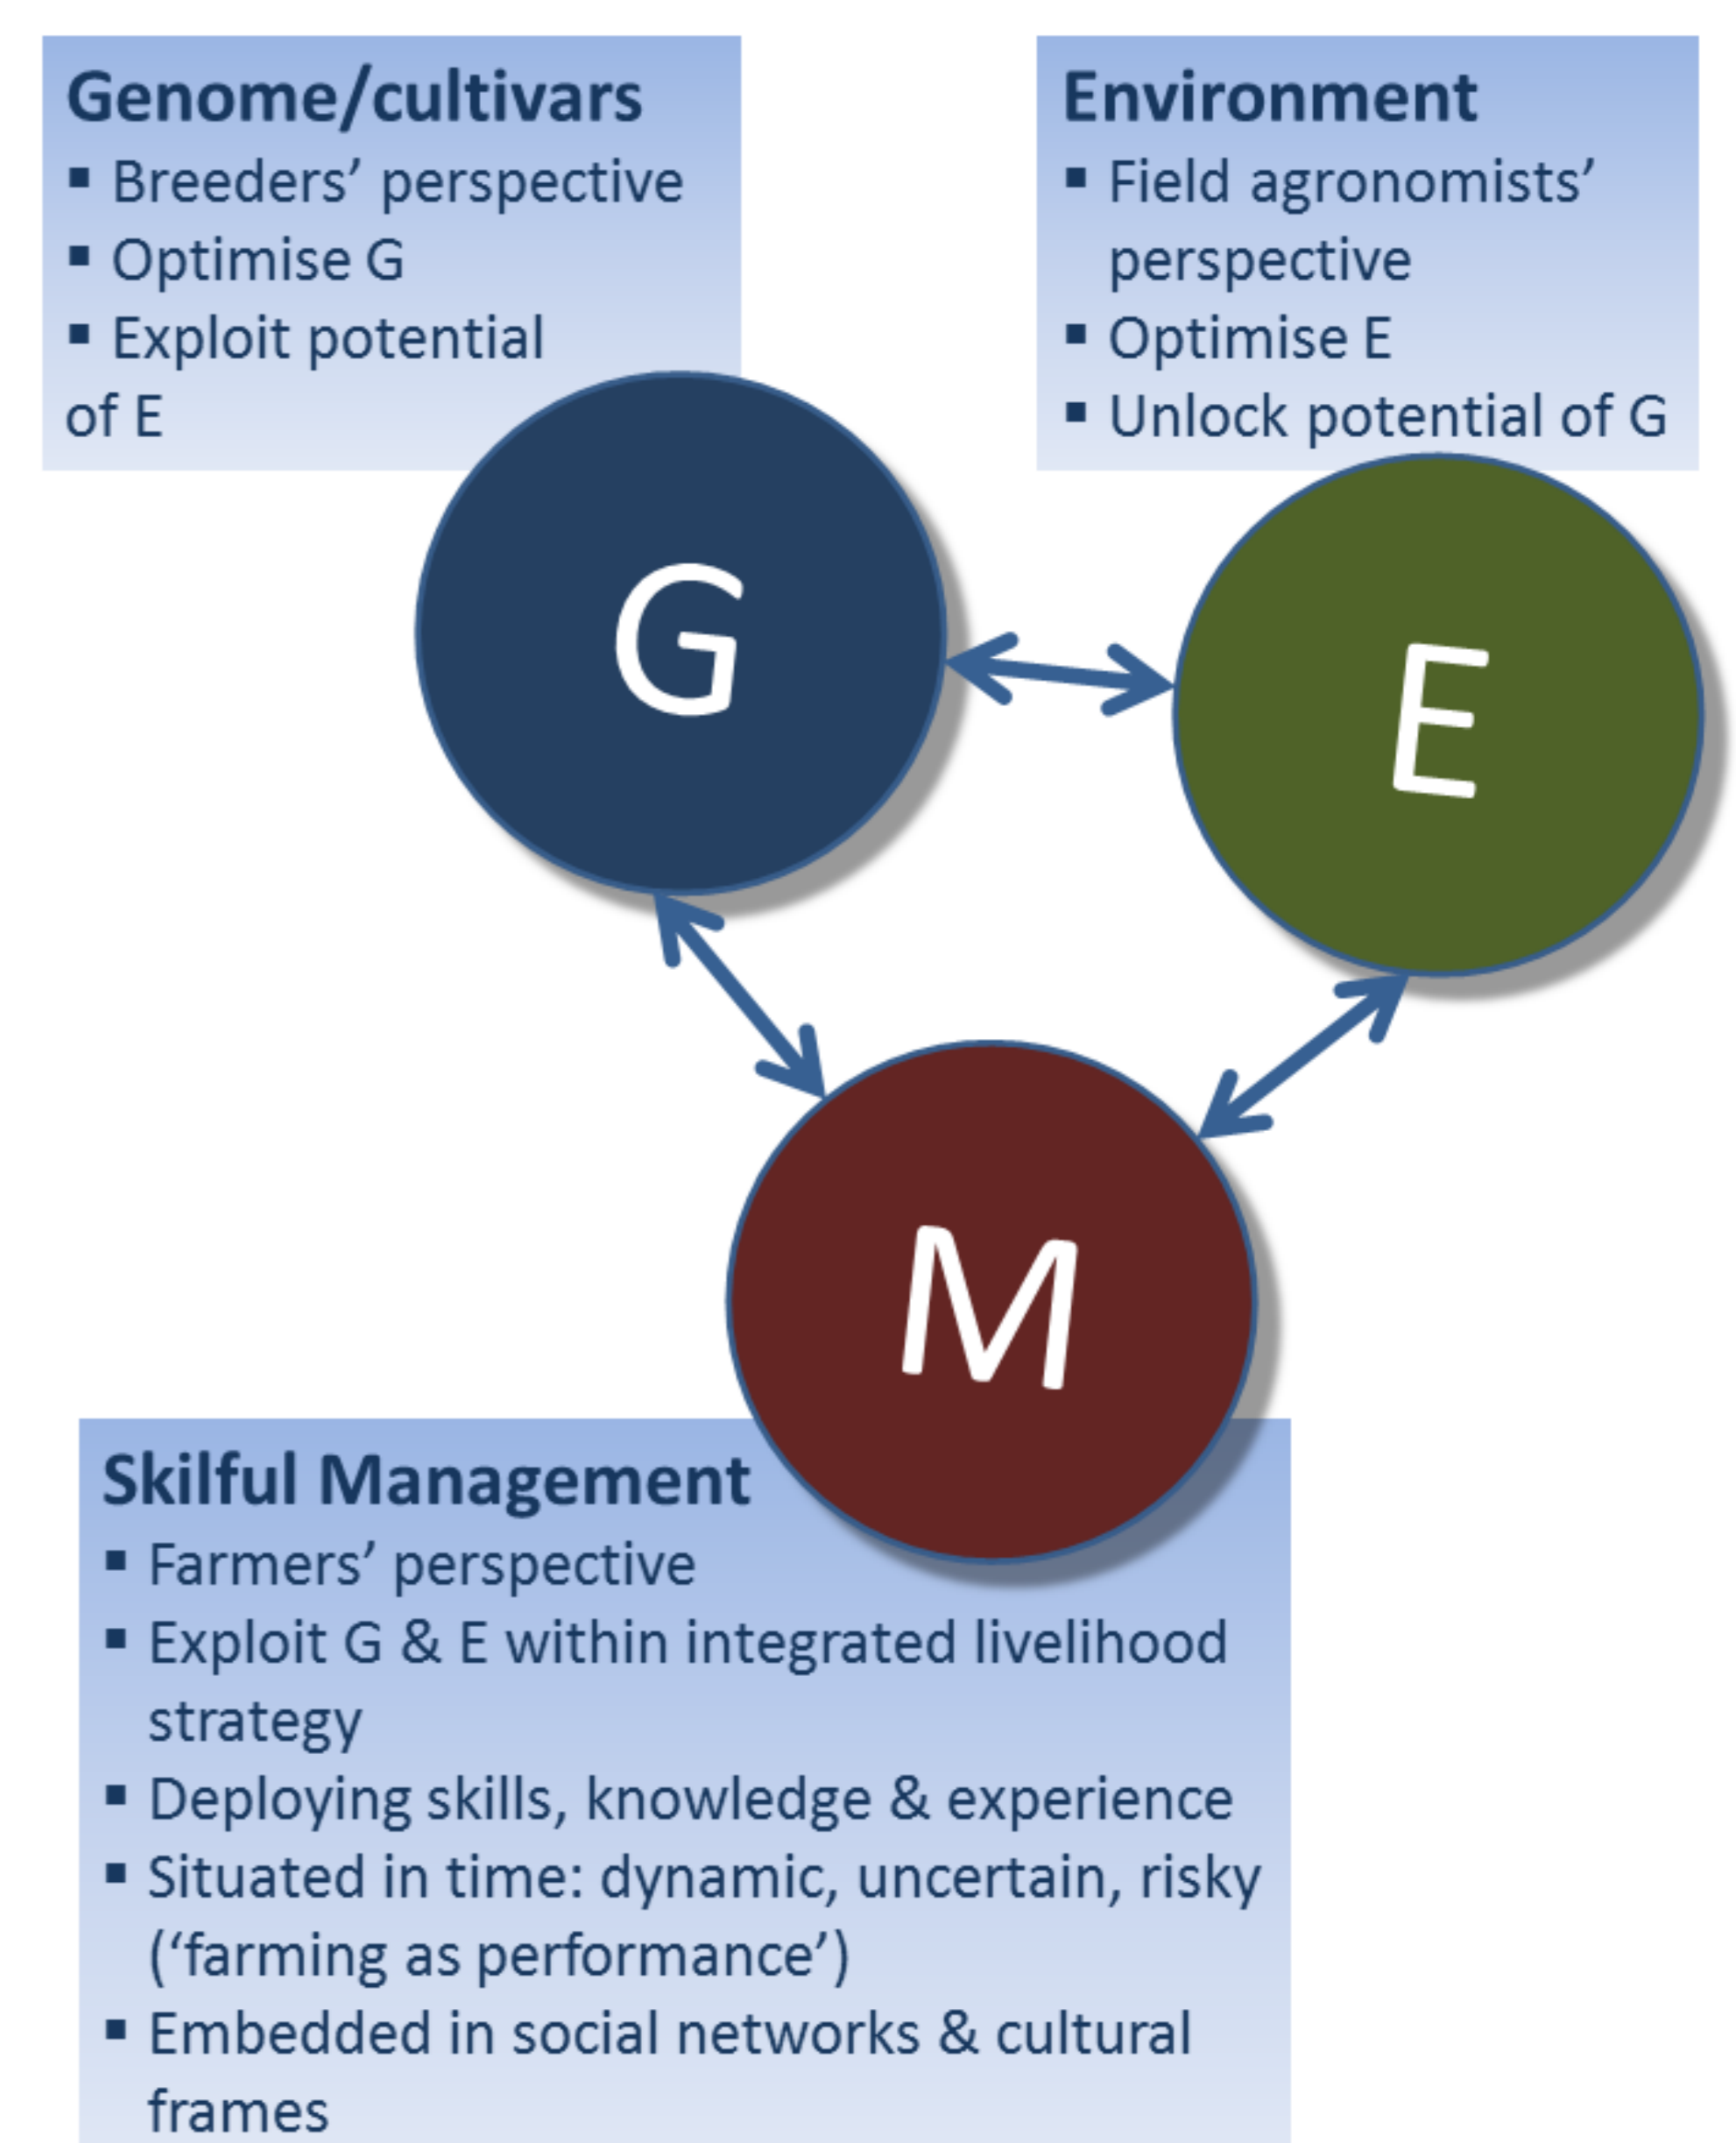 Genome/cultivars
▪ Breeders’ perspective
▪ Optimise G
▪ Exploit potential
of E
Environment
▪ Field agronomists’
perspective
▪ Optimise E
▪ Unlock potential of G
G
E
M
Skilful Management
▪ Farmers’ perspective
▪ Exploit G & E within integrated livelihood
strategy
▪ Deploying skills, knowledge & experience
▪ Situated in time: dynamic, uncertain, risky
(‘farming as performance’)
▪ Embedded in social networks & cultural
frames